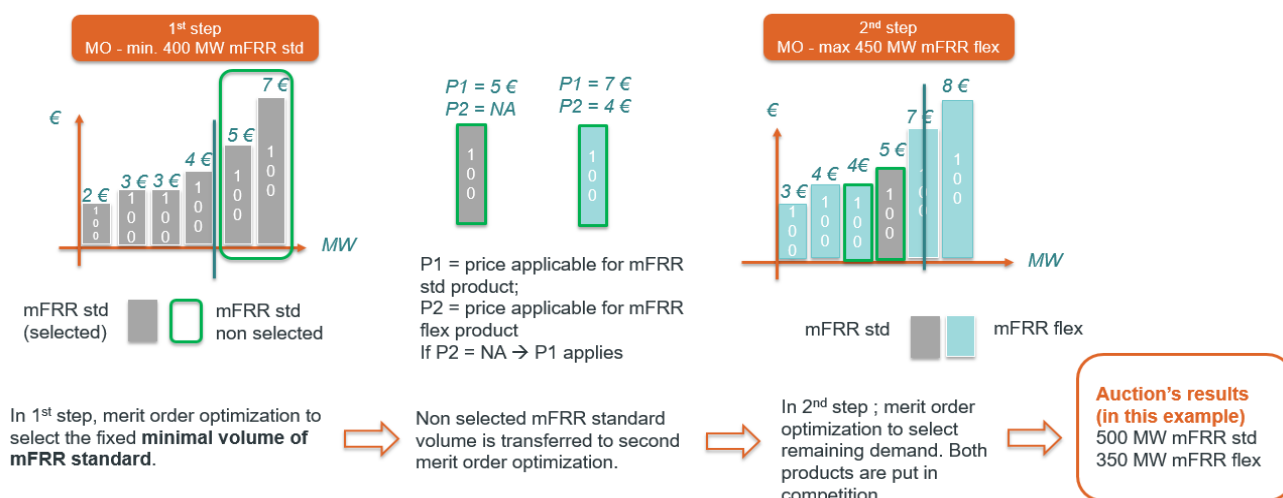 1st step
MO - min. 400 MW mFRR std
€
2 €
3 €
3 €
4 €
5 €
7 €
100
100
100
100
100
100
MW
mFRR std
(selected)
mFRR std
non selected
In 1st step, merit order optimization to
select the fixed minimal volume of
mFRR standard.
P1 = 5 €
P2 = NA
100
P1 = 7 €
P2 = 4 €
100
P1 = price applicable for mFRR
std product;
P2 = price applicable for mFRR
flex product
If P2 = NA → P1 applies
Non selected mFRR standard
volume is transferred to second
merit order optimization.
2nd step
MO - max 450 MW mFRR flex
€
3 €
4 €
4€
5 €
7 €
8 €
100
100
100
100
100
100
MW
mFRR std
mFRR flex
In 2nd step ; merit order
optimization to select
remaining demand. Both
products are put in
competition
Auction's results
(in this example)
500 MW mFRR std
350 MW mFRR flex